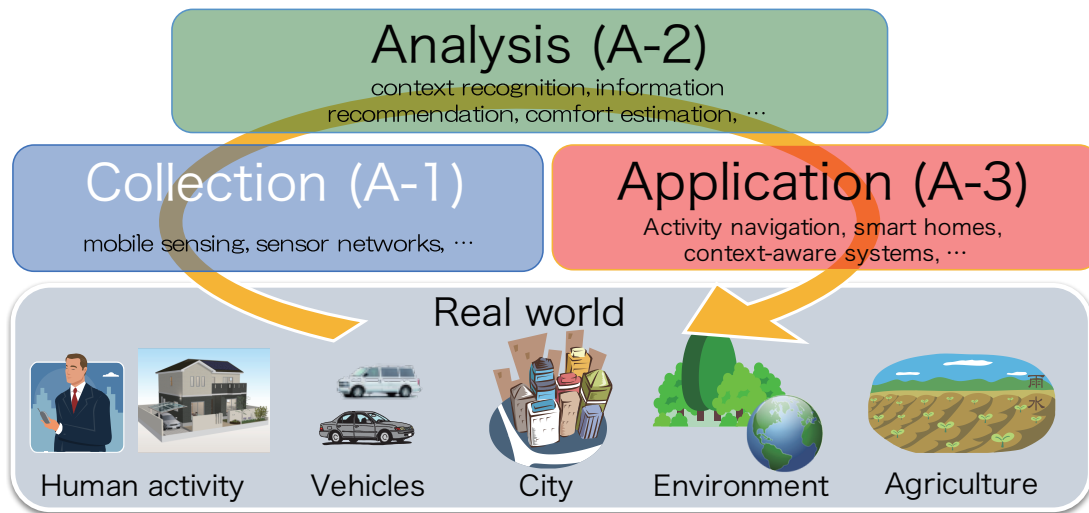 Analysis (A-2)
context recognition, information
recommendation, comfort estimation, …
Collection (A-1)
mobile sensing, sensor networks, …
Application (A-3)
Activity navigation, smart homes,
context-aware systems, …
Real world
雨
水
Human activity
Vehicles
City
Environment
Agriculture